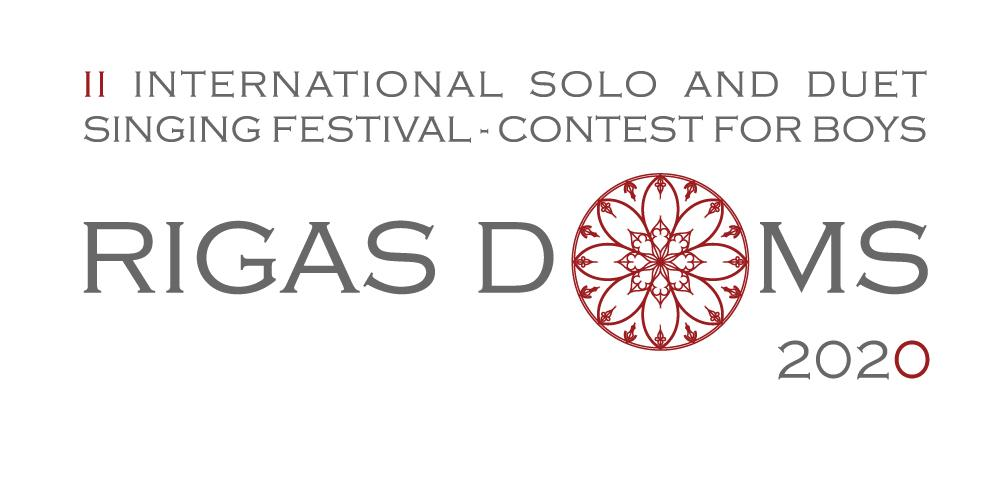 II INTERNATIONAL SOLO AND DUET
SINGING FESTIVAL - CONTEST FOR BOYS
RIGAS DOMS
2020